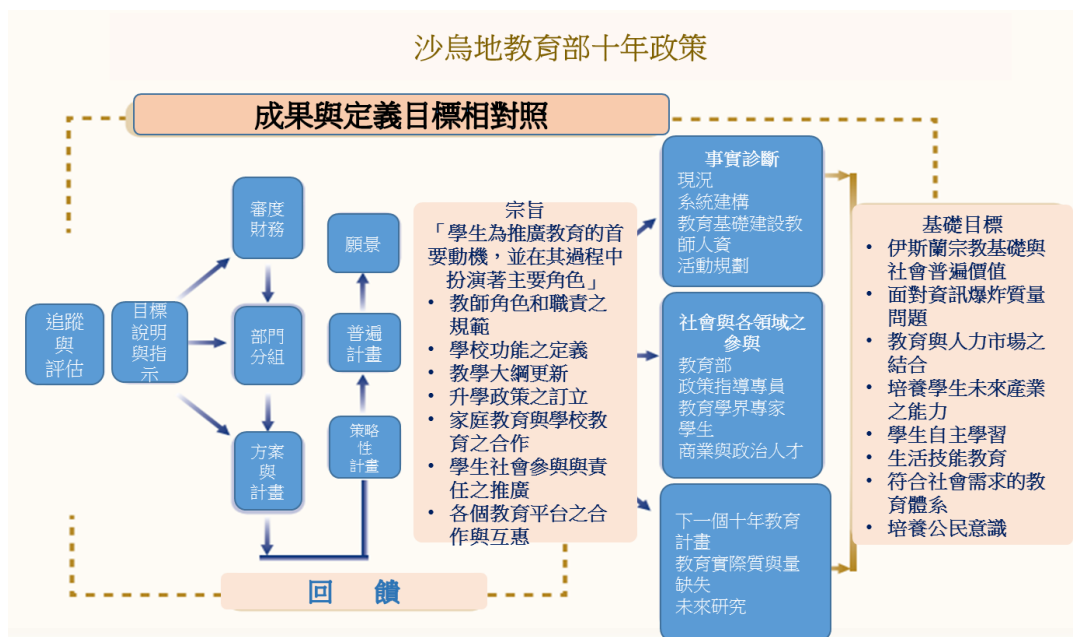 沙烏地教育部十年政策
成果與定義目標相對照
追蹤
與
評估
目標
說明
與指
示
審度
財務
部門
分組
方案
與
計畫
願景
普遍
計畫
策略
性
計畫
宗旨
「學生為推廣教育的首
要動機，並在其過程中
扮演著主要角色」
• 教師角色和職責之
規範
• 學校功能之定義
• 教學大綱更新
• 升學政策之訂立
• 家庭教育與學校教
育之合作
• 學生社會參與與責
任之推廣
• 各個教育平台之合
作與互惠
事實診斷
現況
系統建構
教育基礎建設教
師人資
活動規劃
社會與各領域之
參與
教育部
政策指導專員
教育學界專家
學生
商業與政治人才
下一個十年教育
計畫
教育實際質與量
缺失
未來研究
基礎目標
• 伊斯蘭宗教基礎與
社會普遍價值
• 面對資訊爆炸質量
問題
• 教育與人力市場之
結合
• 培養學生未來產業
之能力
• 學生自主學習
• 生活技能教育
• 符合社會需求的教
育體系
• 培養公民意識
回 饋